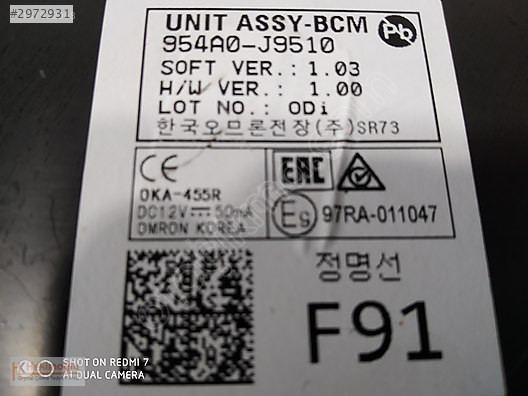 #2972931
UNIT ASSY-BCM
Pb
954A0-J9510
SOFT VER.: 1.03
H/W VER.: 1.00
LOT NO.: ODi
한국오므론전장(주)SR73
CE
OKA-455R
DC12V 50mA
OMRON KOREA
EAC
E9 97RA-011047
정명선
F91
SHOT ON REDMI 7
AI DUAL CAMERA